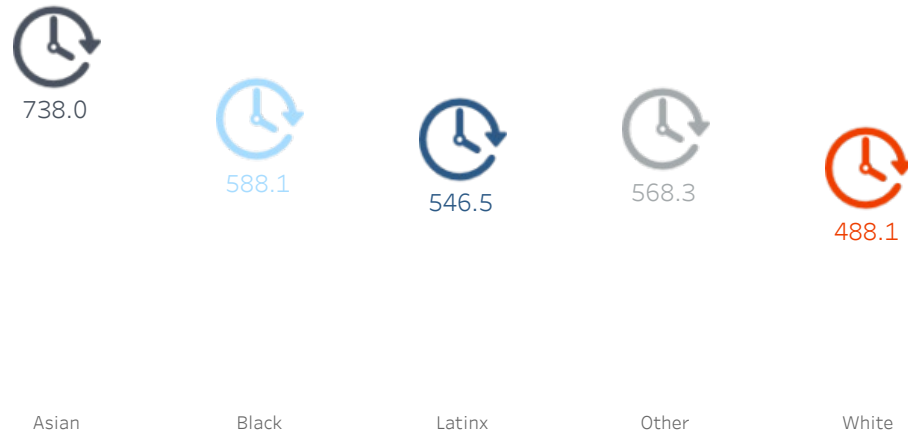 738.0
588.1
546.5
568.3
488.1
Asian
Black
Latinx
Other
White